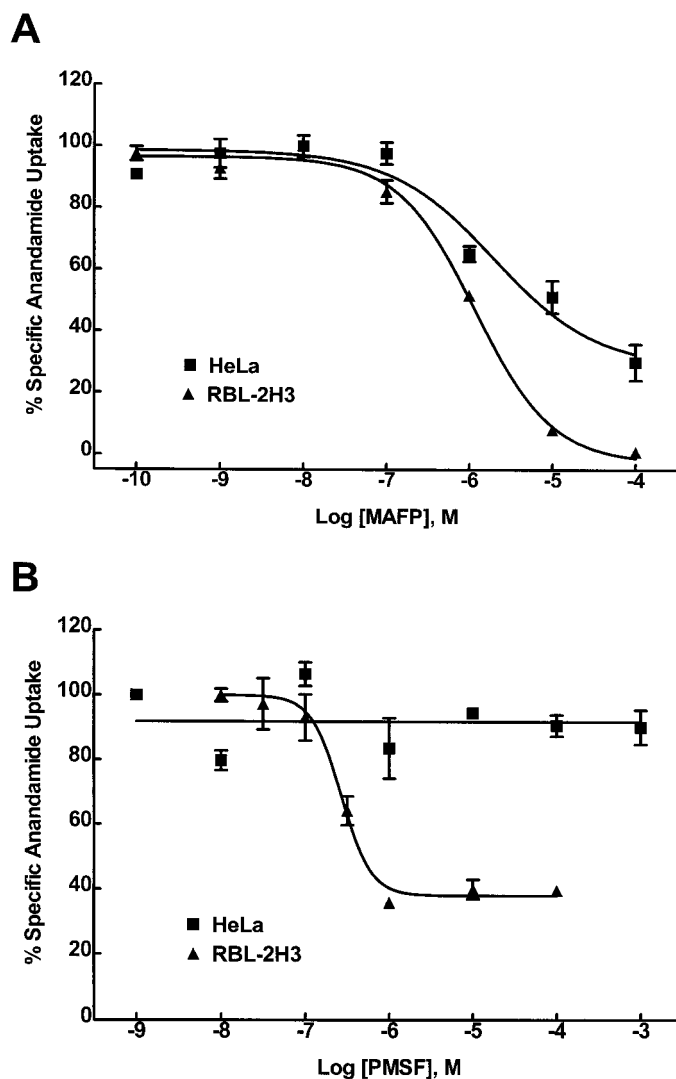 A
120
100
80
60
40
20
0
% Specific Anandamide Uptake
HeLa
RBL-2H3
-10 -9 -8 -7 -6 -5 -4
Log [MAFP], M
B
120
100
80
60
40
20
0
% Specific Anandamide Uptake
HeLa
RBL-2H3
-9 -8 -7 -6 -5 -4 -3
Log [PMSF], M